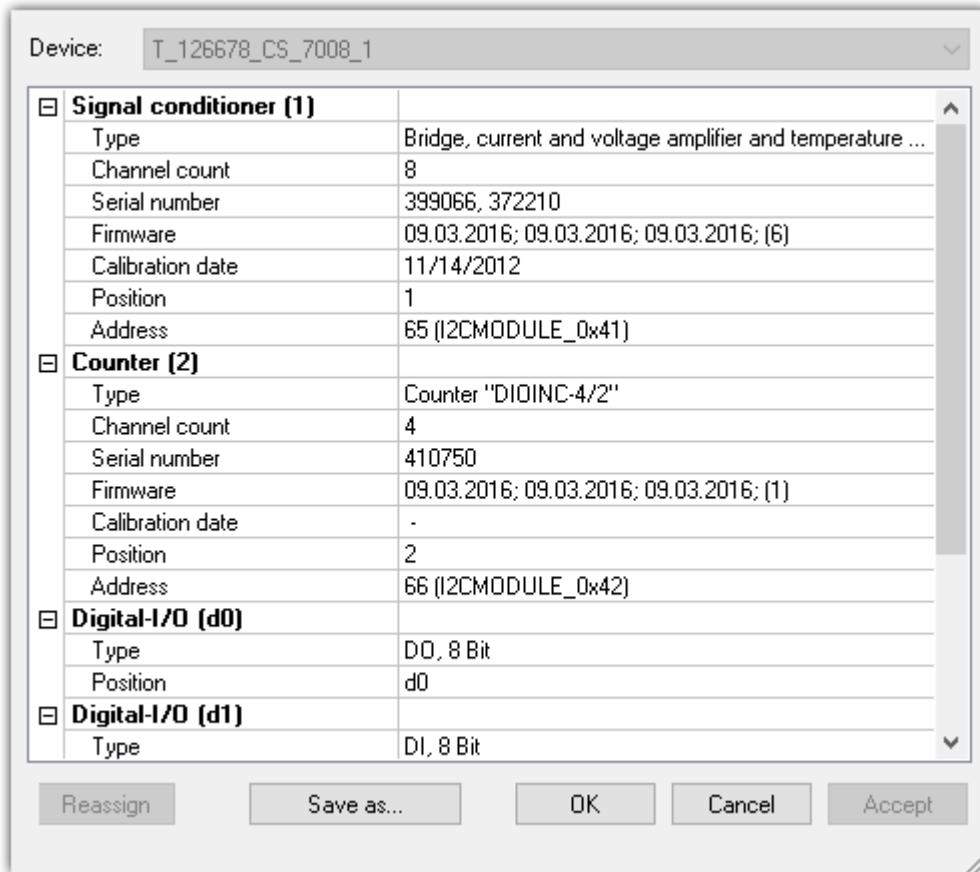 Device: T_126678_CS_7008_1
Signal conditioner (1)
Type Bridge, current and voltage amplifier and temperature ...
Channel count 8
Serial number 399066, 372210
Firmware 09.03.2016; 09.03.2016; 09.03.2016; (6)
Calibration date 11/14/2012
Position 1
Address 65 (I2CMODULE_0x41)
Counter (2)
Type Counter "DIOINC-4/2"
Channel count 4
Serial number 410750
Firmware 09.03.2016; 09.03.2016; 09.03.2016; (1)
Calibration date -
Position 2
Address 66 (I2CMODULE_0x42)
Digital-I/O (d0)
Type DO, 8 Bit
Position d0
Digital-I/O (d1)
Type DI, 8 Bit
Reassign Save as... OK Cancel Accept